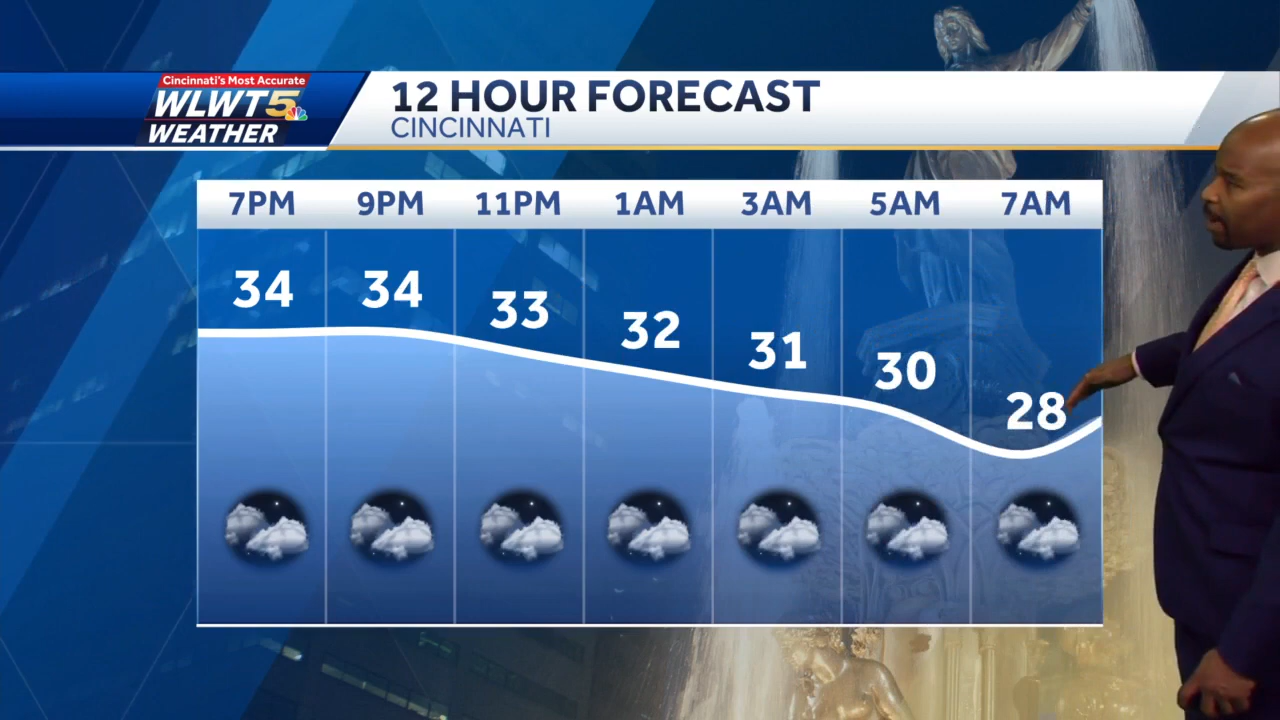 Cincinnati's Most Accurate
WLWT5
WEATHER
12 HOUR FORECAST
CINCINNATI
7PM 9PM 11PM 1AM 3AM 5AM 7AM
34 34 33 32 31 30 28